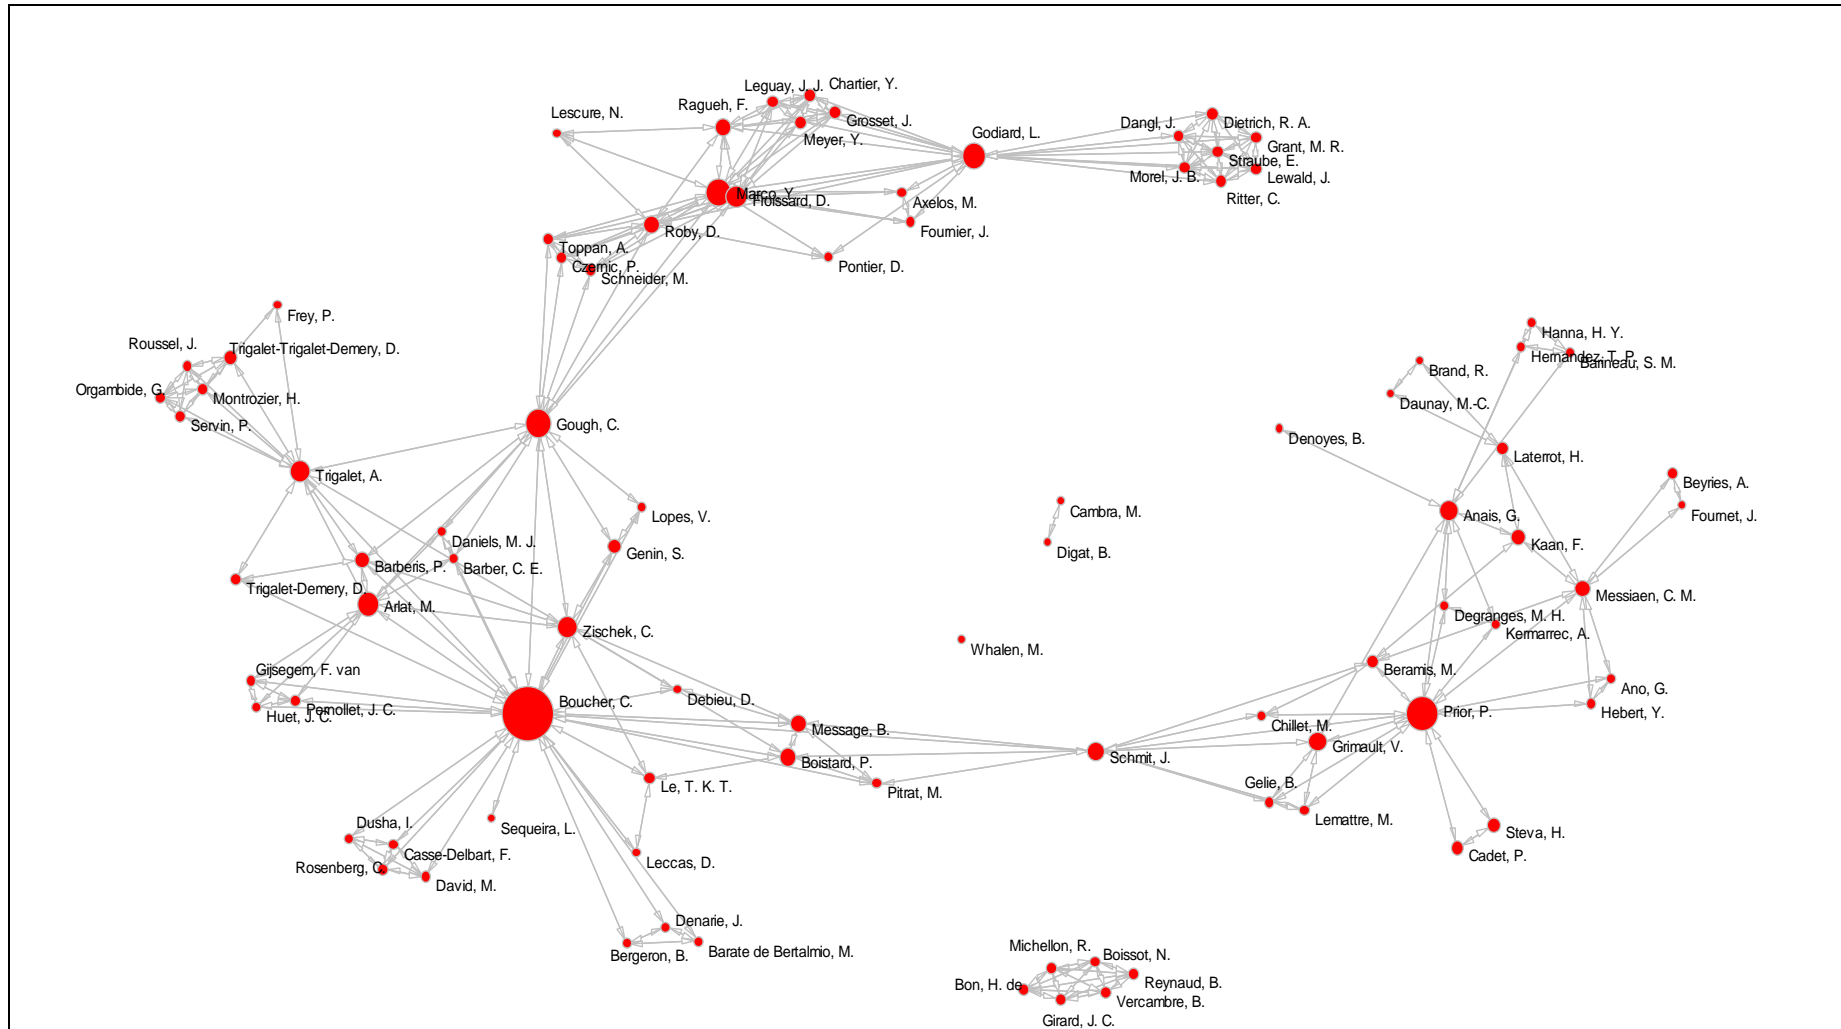 Leguay, J. J.
Chartier, Y.
Lescure, N.
Ragueh, F.
Grosset, J.
Meyer, Y.
Godiard, L.
Dangl, J.
Dietrich, R. A.
Grant, M. R.
Straube, E.
Morel, J. B.
Lewald, J.
Ritter, C.
Marco, Y.
Froissard, D.
Axelos, M.
Fournier, J.
Roby, D.
Toppan, A.
Czernic, P.
Schneider, M.
Pontier, D.
Frey, P.
Roussel, J.
Trigalet-Trigalet-Demery, D.
Orgambide, G.
Montrozier, H.
Servin, P.
Gough, C.
Trigalet, A.
Hanna, H. Y.
Hernandez, T. P.
Barineau, S. M.
Brand, R.
Daunay, M.-C.
Denoyes, B.
Laterrot, H.
Beyries, A.
Fournet, J.
Anais, G.
Kaan, F.
Cambra, M.
Digat, B.
Lopes, V.
Genin, S.
Daniels, M. J.
Barber, C. E.
Barberis, P.
Trigalet-Demery, D.
Arlat, M.
Zischek, C.
Messiaen, C. M.
Degranges, M. H.
Kermarrec, A.
Whalen, M.
Beramis, M.
Ano, G.
Hebert, Y.
Gijsegem, F. van
Huet, J. C.
Pernollet, J. C.
Boucher, C.
Debieu, D.
Message, B.
Boistard, P.
Schmit, J.
Chillet, M.
Grimault, V.
Prior, P.
Le, T. K. T.
Pitrat, M.
Gelie, B.
Lemattre, M.
Steva, H.
Cadet, P.
Dusha, I.
Sequeira, L.
Casse-Delbart, F.
Rosenberg, C.
David, M.
Leccas, D.
Denarie, J.
Bergeron, B.
Barate de Bertalmio, M.
Michellon, R.
Boissot, N.
Bon, H. de
Reynaud, B.
Vercambre, B.
Girard, J. C.